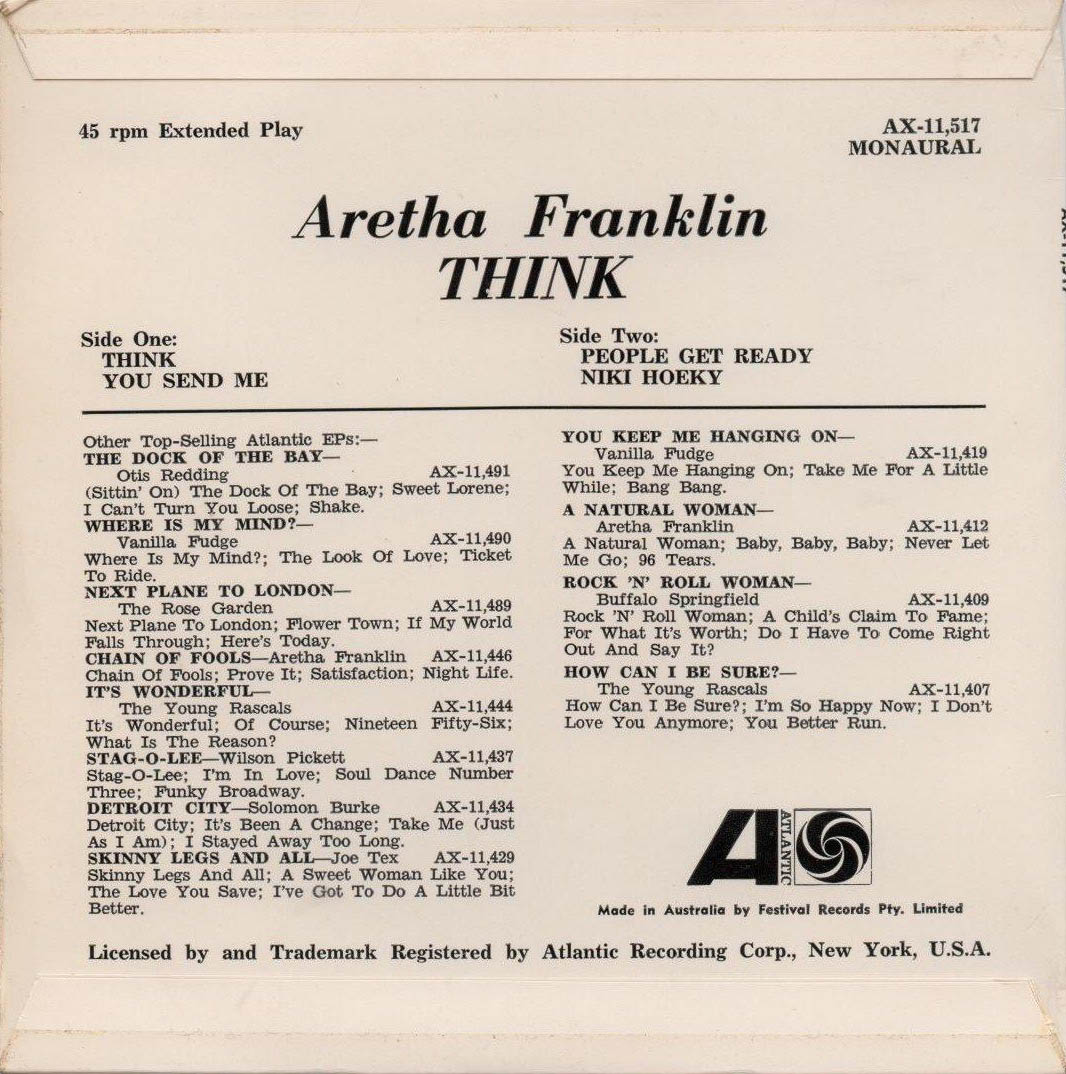 45 rpm Extended Play
AX-11,517
MONAURAL
Aretha Franklin
THINK
Side One:
THINK
YOU SEND ME
Side Two:
PEOPLE GET READY
NIKI HOEKY
Other Top-Selling Atlantic EPs:—
THE DOCK OF THE BAY—
Otis Redding AX-11,491
(Sittin' On) The Dock Of The Bay; Sweet Lorene;
I Can't Turn You Loose; Shake.
WHERE IS MY MIND?—
Vanilla Fudge AX-11,490
Where Is My Mind?; The Look Of Love; Ticket
To Ride.
NEXT PLANE TO LONDON—
The Rose Garden AX-11,489
Next Plane To London; Flower Town; If My World
Falls Through; Here's Today.
CHAIN OF FOOLS—Aretha Franklin AX-11,446
Chain Of Fools; Prove It; Satisfaction; Night Life.
IT'S WONDERFUL—
The Young Rascals AX-11,444
It's Wonderful; Of Course; Nineteen Fifty-Six;
What Is The Reason?
STAG-O-LEE—Wilson Pickett AX-11,437
Stag-O-Lee; I'm In Love; Soul Dance Number
Three; Funky Broadway.
DETROIT CITY—Solomon Burke AX-11,434
Detroit City; It's Been A Change; Take Me (Just
As I Am); I Stayed Away Too Long.
SKINNY LEGS AND ALL—Joe Tex AX-11,429
Skinny Legs And All; A Sweet Woman Like You;
The Love You Save; I've Got To Do A Little Bit
Better.
YOU KEEP ME HANGING ON—
Vanilla Fudge AX-11,419
You Keep Me Hanging On; Take Me For A Little
While; Bang Bang.
A NATURAL WOMAN—
Aretha Franklin AX-11,412
A Natural Woman; Baby, Baby, Baby; Never Let
Me Go; 96 Tears.
ROCK 'N' ROLL WOMAN—
Buffalo Springfield AX-11,409
Rock 'N' Roll Woman; A Child's Claim To Fame;
For What It's Worth; Do I Have To Come Right
Out And Say It?
HOW CAN I BE SURE?—
The Young Rascals AX-11,407
How Can I Be Sure?; I'm So Happy Now; I Don't
Love You Anymore; You Better Run.
A ATLANTIC
Made in Australia by Festival Records Pty. Limited
Licensed by and Trademark Registered by Atlantic Recording Corp., New York, U.S.A.